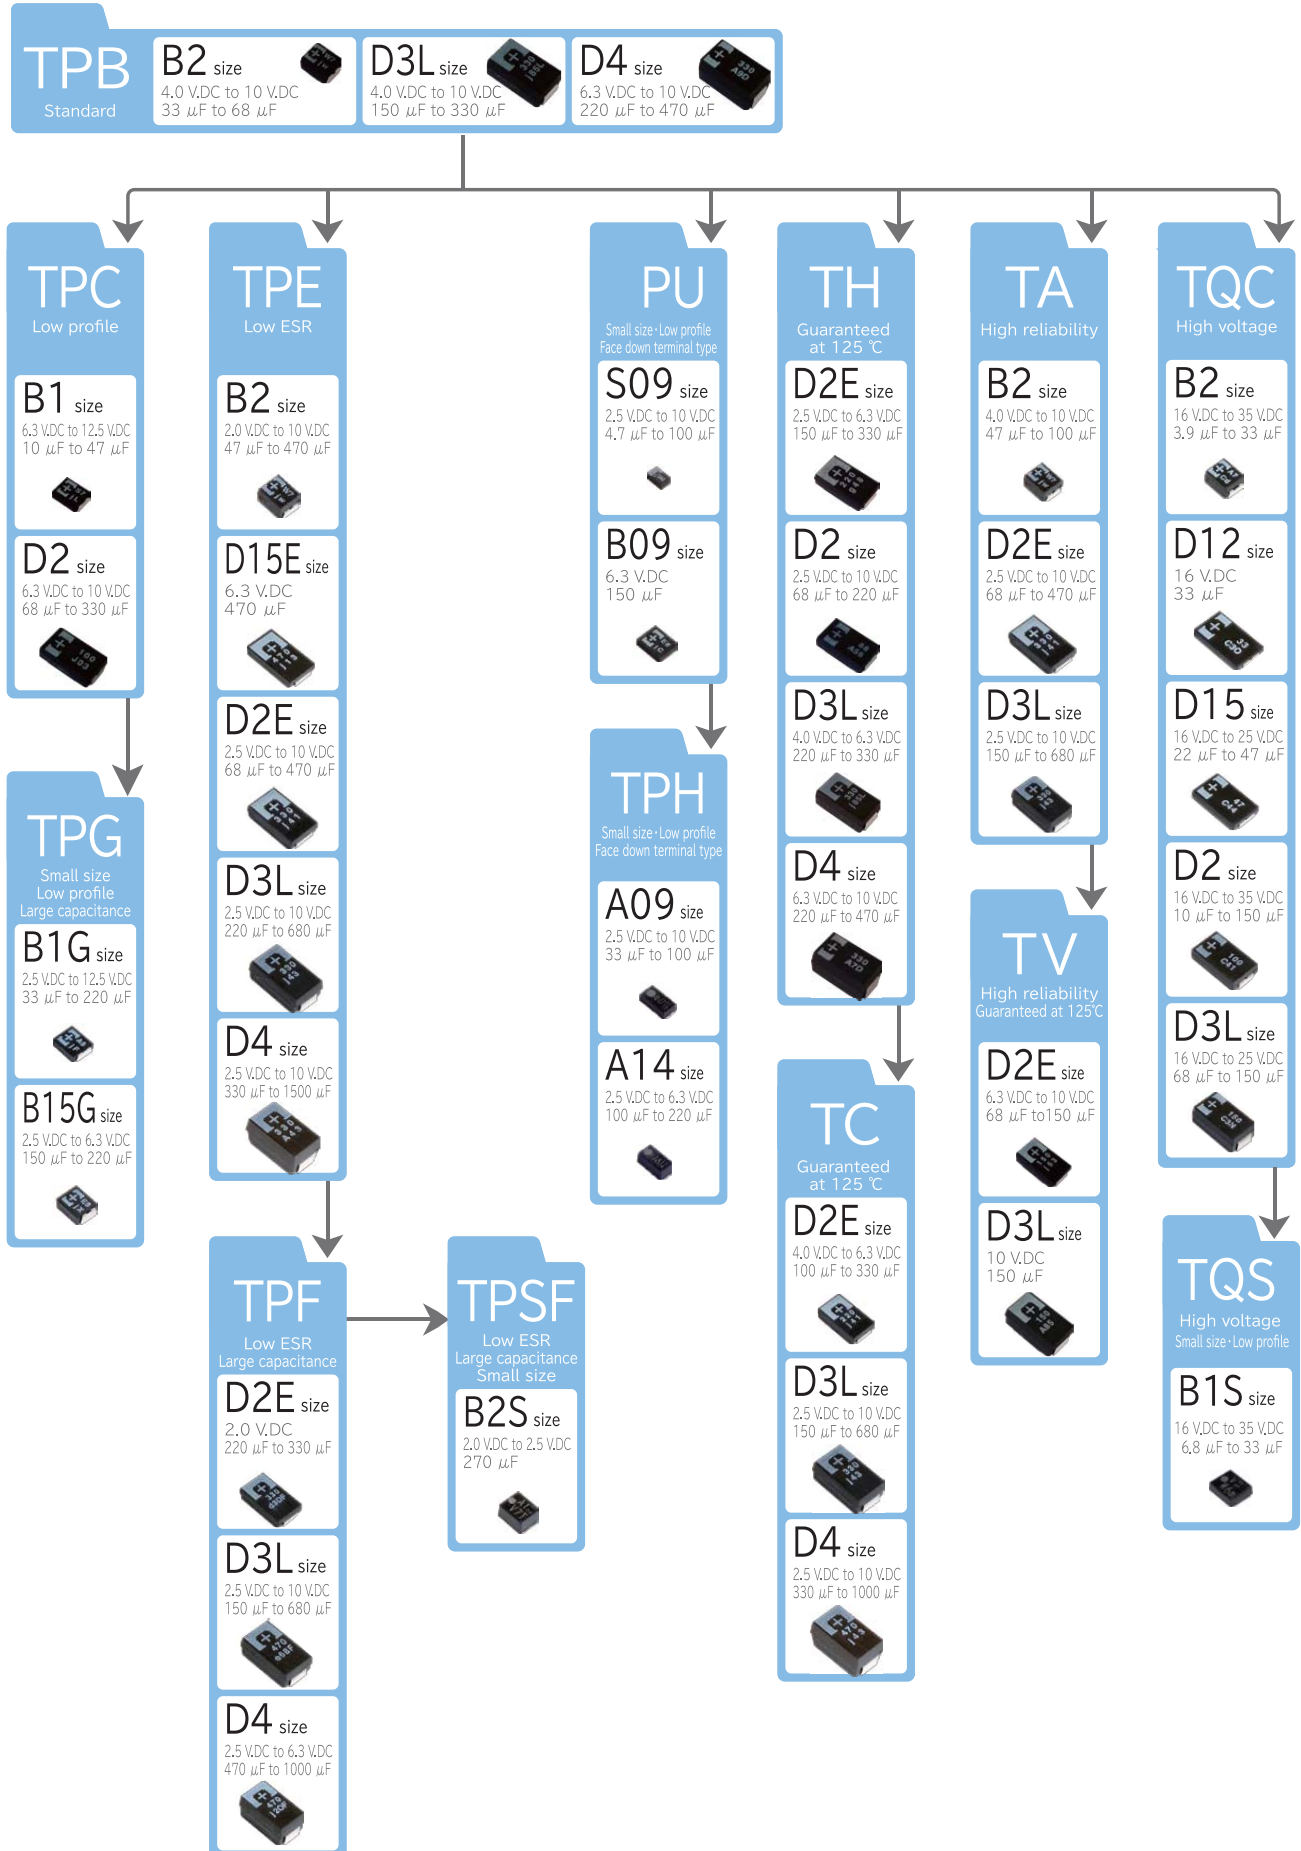 TPB
Standard
B2 size
4.0 V.DC to 10 V.DC
33 μF to 68 μF
D3L size
4.0 V.DC to 10 V.DC
150 μF to 330 μF
D4 size
6.3 V.DC to 10 V.DC
220 μF to 470 μF
TPC
Low profile
B1 size
6.3 V.DC to 12.5 V.DC
10 μF to 47 μF
D2 size
6.3 V.DC to 10 V.DC
68 μF to 330 μF
100
J03
TPG
Small size
Low profile
Large capacitance
B1G size
2.5 V.DC to 12.5 V.DC
33 μF to 220 μF
B15G size
2.5 V.DC to 6.3 V.DC
150 μF to 220 μF
TPE
Low ESR
B2 size
2.0 V.DC to 10 V.DC
47 μF to 470 μF
D15E size
6.3 V.DC
470 μF
D2E size
2.5 V.DC to 10 V.DC
68 μF to 470 μF
D3L size
2.5 V.DC to 10 V.DC
220 μF to 680 μF
D4 size
2.5 V.DC to 10 V.DC
330 μF to 1500 μF
TPF
Low ESR
Large capacitance
D2E size
2.0 V.DC
220 μF to 330 μF
D3L size
2.5 V.DC to 10 V.DC
150 μF to 680 μF
D4 size
2.5 V.DC to 6.3 V.DC
470 μF to 1000 μF
TPSF
Low ESR
Large capacitance
Small size
B2S size
2.0 V.DC to 2.5 V.DC
270 μF
PU
Small size·Low profile
Face down terminal type
S09 size
2.5 V.DC to 10 V.DC
4.7 μF to 100 μF
B09 size
6.3 V.DC
150 μF
TPH
Small size·Low profile
Face down terminal type
A09 size
2.5 V.DC to 10 V.DC
33 μF to 100 μF
A14 size
2.5 V.DC to 6.3 V.DC
100 μF to 220 μF
TH
Guaranteed
at 125 ℃
D2E size
2.5 V.DC to 6.3 V.DC
150 μF to 330 μF
D2 size
2.5 V.DC to 10 V.DC
68 μF to 220 μF
D3L size
4.0 V.DC to 6.3 V.DC
220 μF to 330 μF
D4 size
6.3 V.DC to 10 V.DC
220 μF to 470 μF
330
A7D
TC
Guaranteed
at 125 ℃
D2E size
4.0 V.DC to 6.3 V.DC
100 μF to 330 μF
D3L size
2.5 V.DC to 10 V.DC
150 μF to 680 μF
D4 size
2.5 V.DC to 10 V.DC
330 μF to 1000 μF
TA
High reliability
B2 size
4.0 V.DC to 10 V.DC
47 μF to 100 μF
D2E size
2.5 V.DC to 10 V.DC
68 μF to 470 μF
D3L size
2.5 V.DC to 10 V.DC
150 μF to 680 μF
TV
High reliability
Guaranteed at 125℃
D2E size
6.3 V.DC to 10 V.DC
68 μF to150 μF
D3L size
10 V.DC
150 μF
TQC
High voltage
B2 size
16 V.DC to 35 V.DC
3.9 μF to 33 μF
D12 size
16 V.DC
33 μF
D15 size
16 V.DC to 25 V.DC
22 μF to 47 μF
D2 size
16 V.DC to 35 V.DC
10 μF to 150 μF
100
C41
D3L size
16 V.DC to 25 V.DC
68 μF to 150 μF
TQS
High voltage
Small size·Low profile
B1S size
16 V.DC to 35 V.DC
6.8 μF to 33 μF